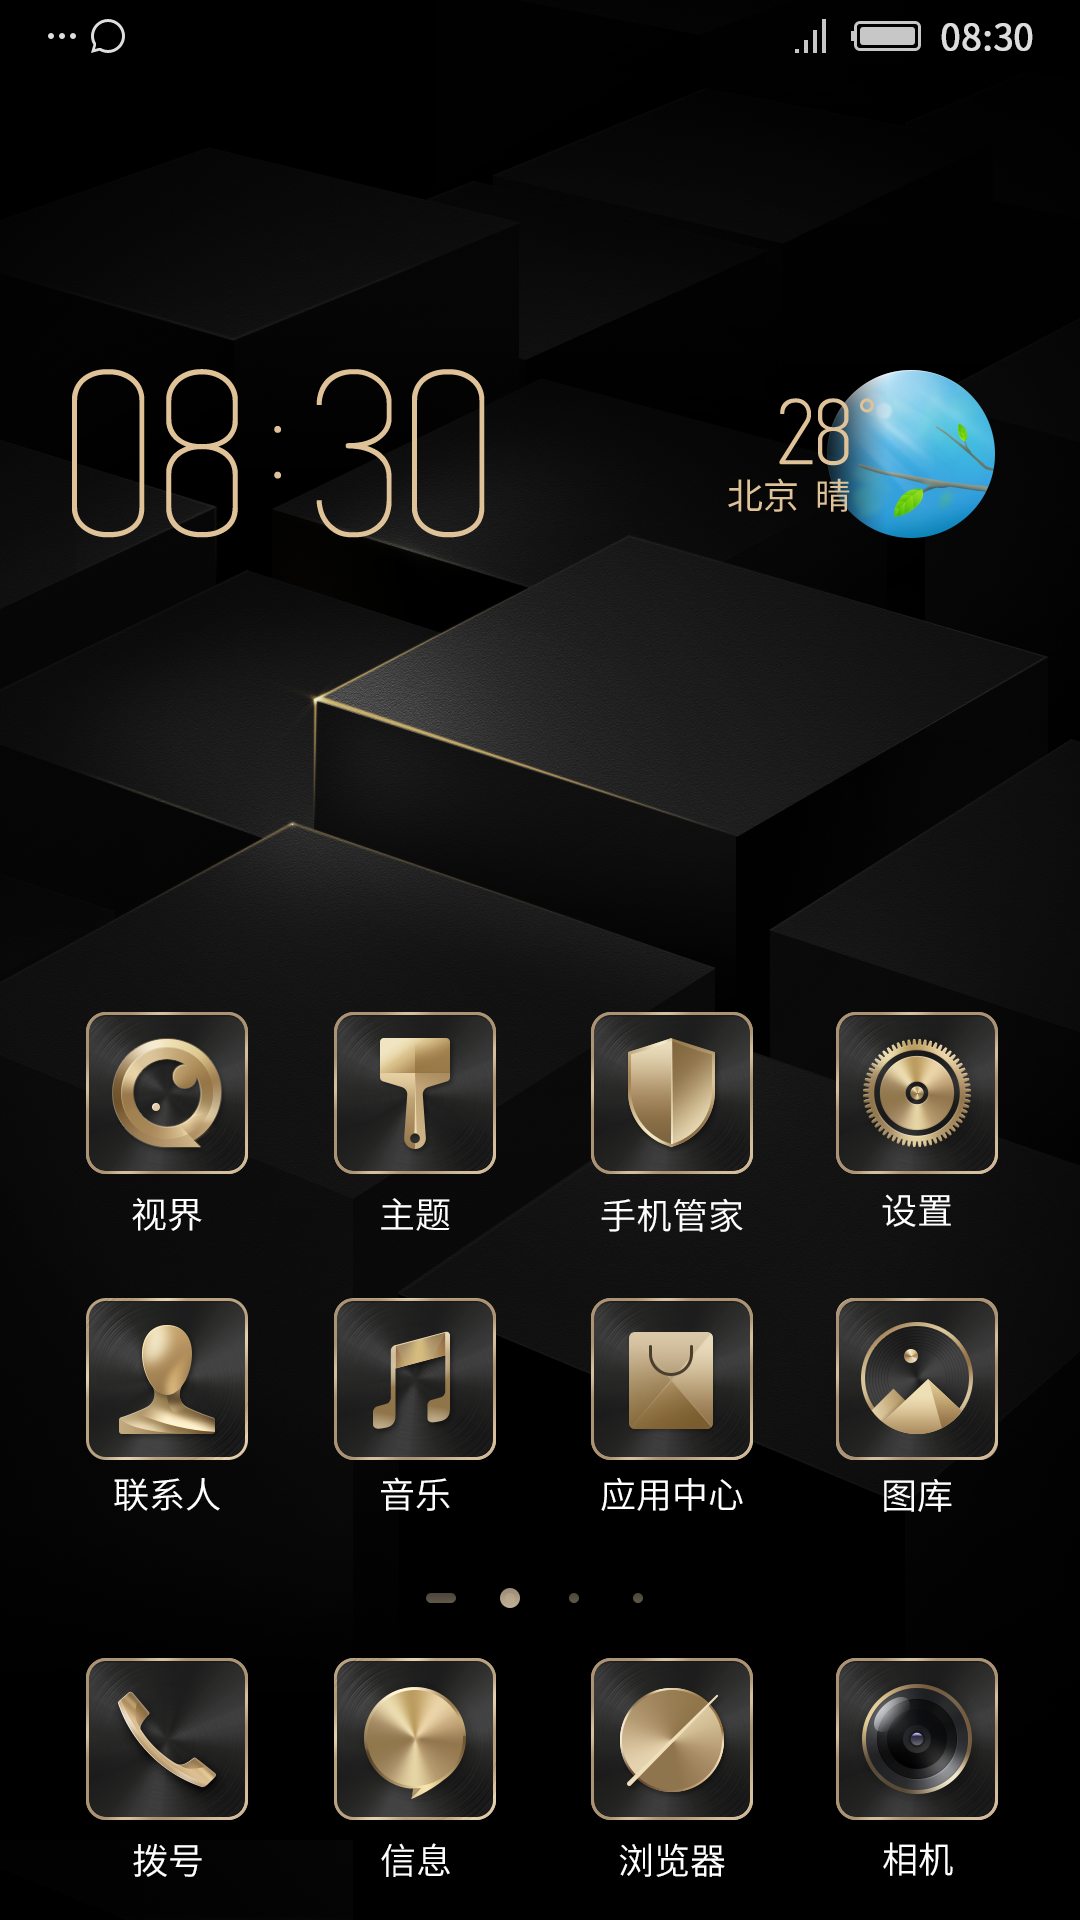 08:30
08:30
28°
北京 晴
视界 主题 手机管家 设置
联系人 音乐 应用中心 图库
拨号 信息 浏览器 相机